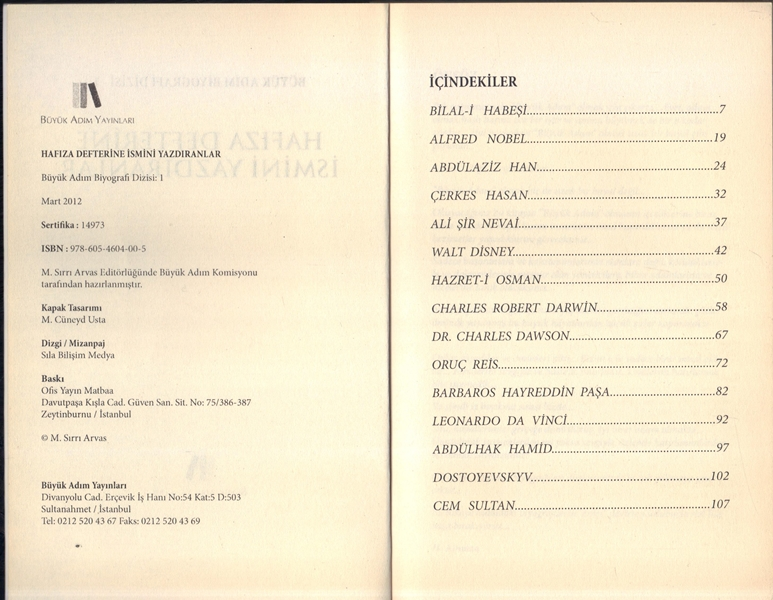 BÜYÜK ADIM YAYINLARI
HAFIZA DEFTERİNE İSMİNİ YAZDIRANLAR
Büyük Adım Biyografi Dizisi: 1
Mart 2012
Sertifika : 14973
ISBN : 978-605-4604-00-5
M. Sırrı Arvas Editörlüğünde Büyük Adım Komisyonu
tarafından hazırlanmıştır.
Kapak Tasarımı
M. Cüneyd Usta
Dizgi / Mizanpaj
Sıla Bilişim Medya
Baskı
Ofis Yayın Matbaa
Davutpaşa Kışla Cad. Güven San. Sit. No: 75/386-387
Zeytinburnu / İstanbul
© M. Sırrı Arvas
Büyük Adım Yayınları
Divanyolu Cad. Erçevik İş Hanı No:54 Kat:5 D:503
Sultanahmet / İstanbul
Tel: 0212 520 43 67 Faks: 0212 520 43 69
İÇİNDEKİLER
BİLAL-İ HABEŞİ...7
ALFRED NOBEL...19
ABDÜLAZİZ HAN...24
ÇERKES HASAN...32
ALİ ŞİR NEVAİ...37
WALT DİSNEY...42
HAZRET-İ OSMAN...50
CHARLES ROBERT DARWİN...58
DR. CHARLES DAWSON...67
ORUÇ REİS...72
BARBAROS HAYREDDİN PAŞA...82
LEONARDO DA VİNCİ...92
ABDÜLHAK HAMİD...97
DOSTOYEVSKYV...102
CEM SULTAN...107